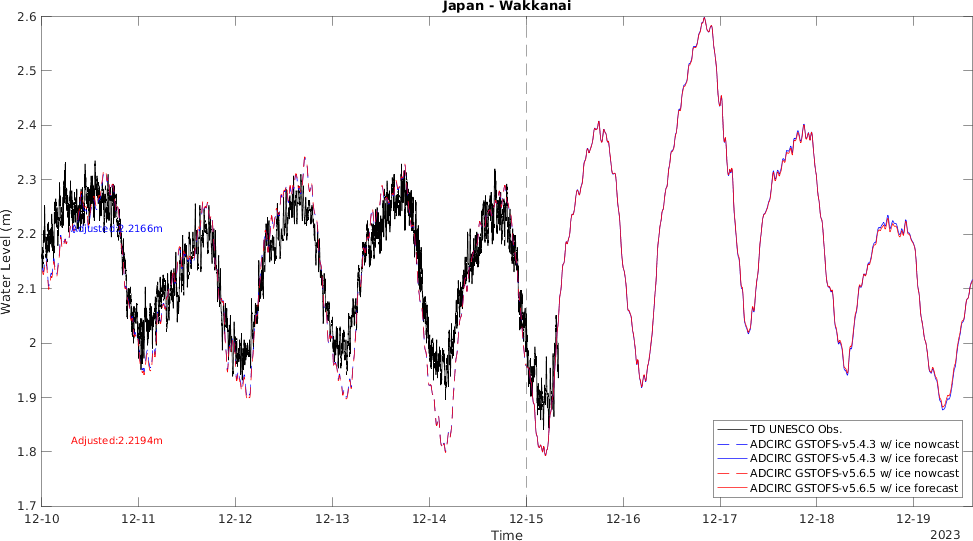 Japan - Wakkanai
2.6
2.5
2.4
2.3
2.2
2.1
2
1.9
1.8
1.7
Water Level (m)
Adjusted:2.2166m
Adjusted:2.2194m
TD UNESCO Obs.
ADCIRC GSTOFS-v5.4.3 w/ ice nowcast
ADCIRC GSTOFS-v5.4.3 w/ ice forecast
ADCIRC GSTOFS-v5.6.5 w/ ice nowcast
ADCIRC GSTOFS-v5.6.5 w/ ice forecast
12-10 12-11 12-12 12-13 12-14 12-15 12-16 12-17 12-18 12-19
Time
2023